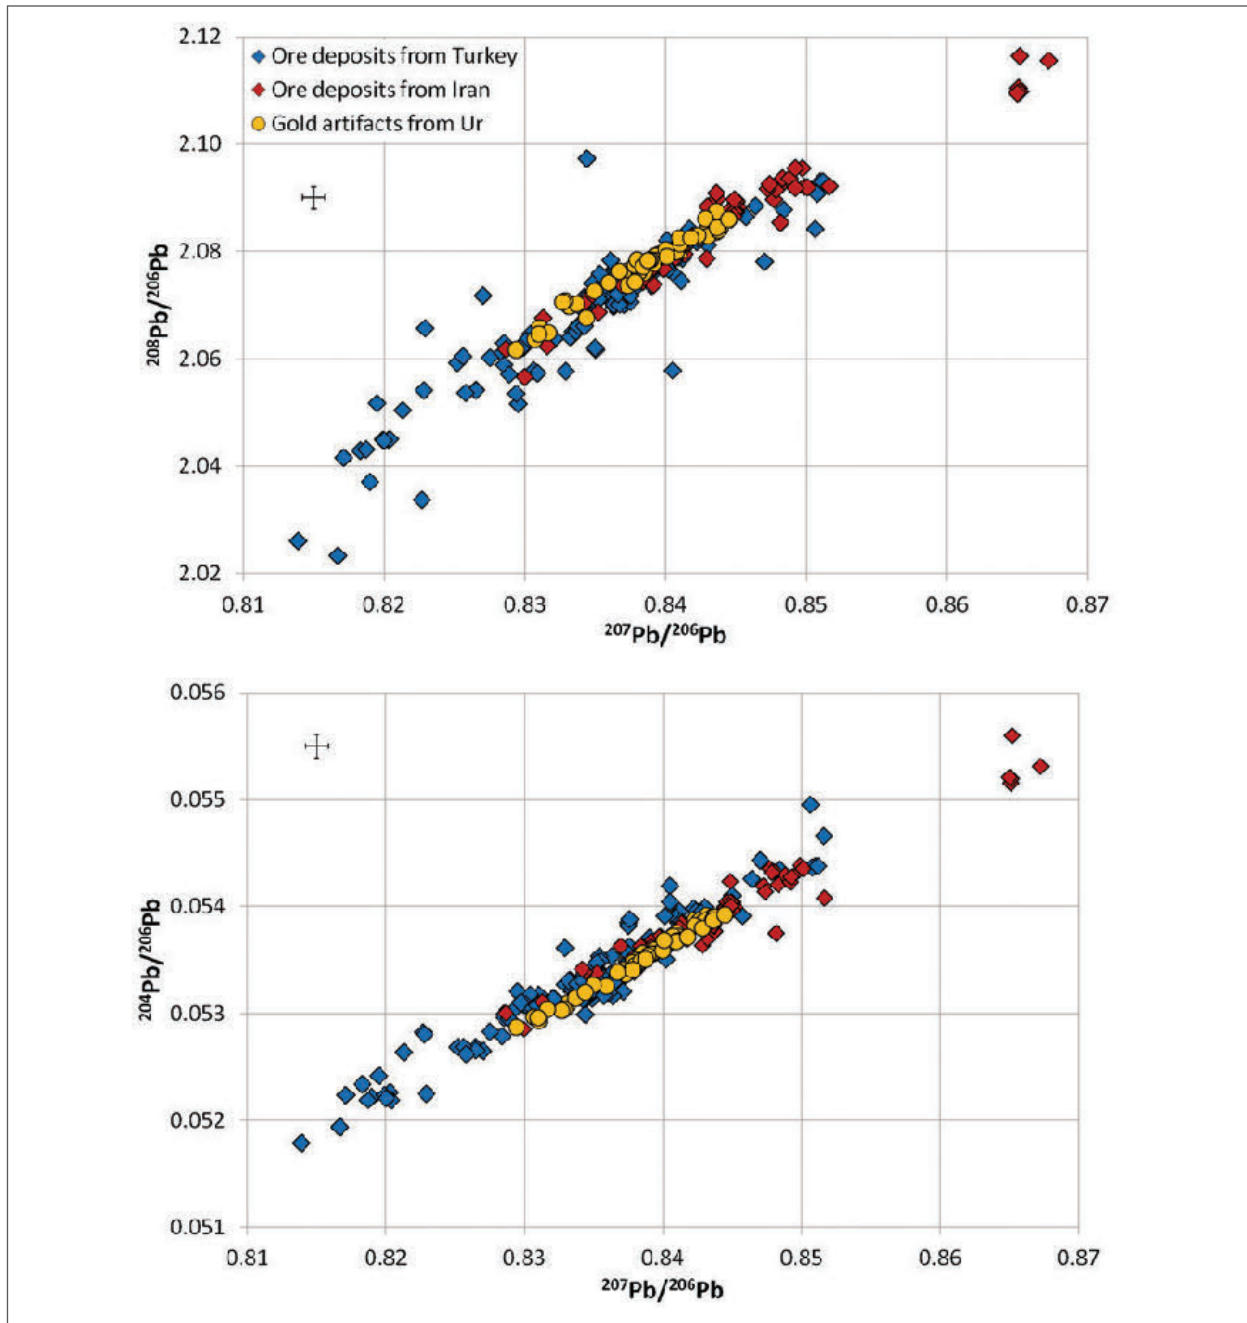 2.12
Ore deposits from Turkey
Ore deposits from Iran
Gold artifacts from Ur
2.10
2.08
2.06
2.04
2.02
²⁰⁸Pb/²⁰⁶Pb
0.81 0.82 0.83 0.84 0.85 0.86 0.87
²⁰⁷Pb/²⁰⁶Pb
0.056
0.055
0.054
0.053
0.052
0.051
²⁰⁴Pb/²⁰⁶Pb
0.81 0.82 0.83 0.84 0.85 0.86 0.87
²⁰⁷Pb/²⁰⁶Pb